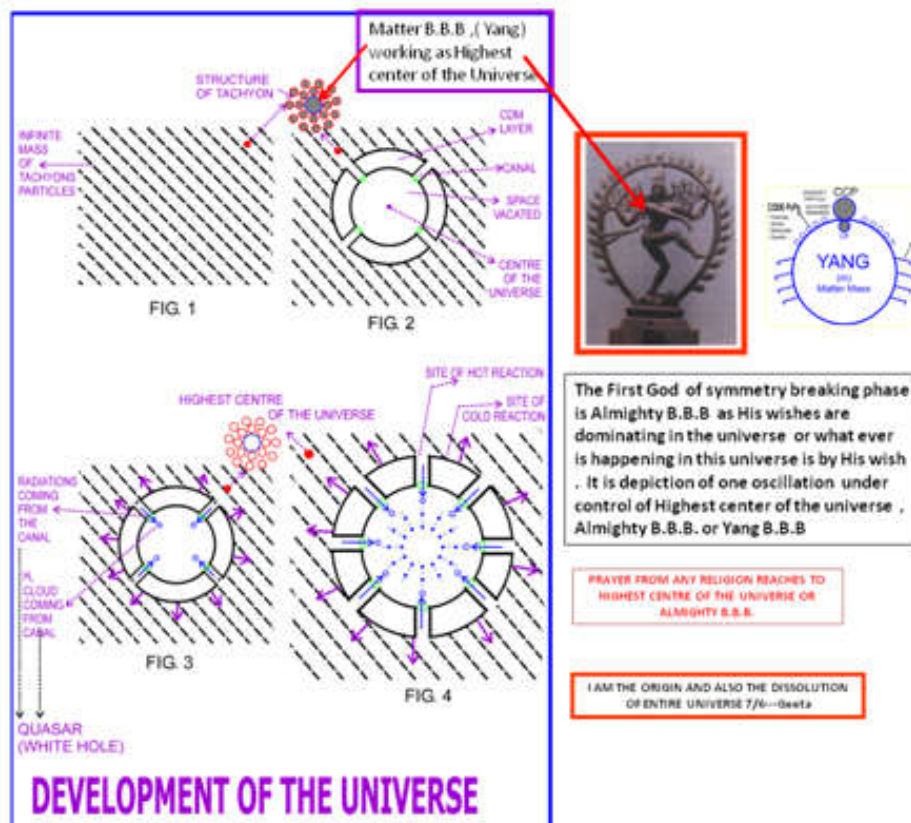 Matter B.B.B ,( Yang)
working as Highest
center of the Universe
STRUCTURE
OF TACHYON
INFINITE
MASS
OF
TACHYONS
PARTICLES
CDM
LAYER
CANAL
SPACE
VACATED
CENTRE
OF THE
UNIVERSE
FIG. 1
FIG. 2
CCP
YANG
Matter Mass
HIGHEST CENTRE
OF THE UNIVERSE
SITE OF HOT REACTION
SITE OF
COLD REACTION
RADIATIONS
COMING
FROM
THE
CANAL
CLOUD
COMING
FROM
CANAL
FIG. 3
FIG. 4
QUASAR
(WHITE HOLE)
DEVELOPMENT OF THE UNIVERSE
The First God of symmetry breaking phase
is Almighty B.B.B as His wishes are
dominating in the universe or what ever
is happening in this universe is by His wish
. It is depiction of one oscillation under
control of Highest center of the universe ,
Almighty B.B.B. or Yang B.B.B
PRAYER FROM ANY RELIGION REACHES TO
HIGHEST CENTRE OF THE UNIVERSE OR
ALMIGHTY B.B.B.
I AM THE ORIGIN AND ALSO THE DISSOLUTION
OF ENTIRE UNIVERSE 7/6---Geeta